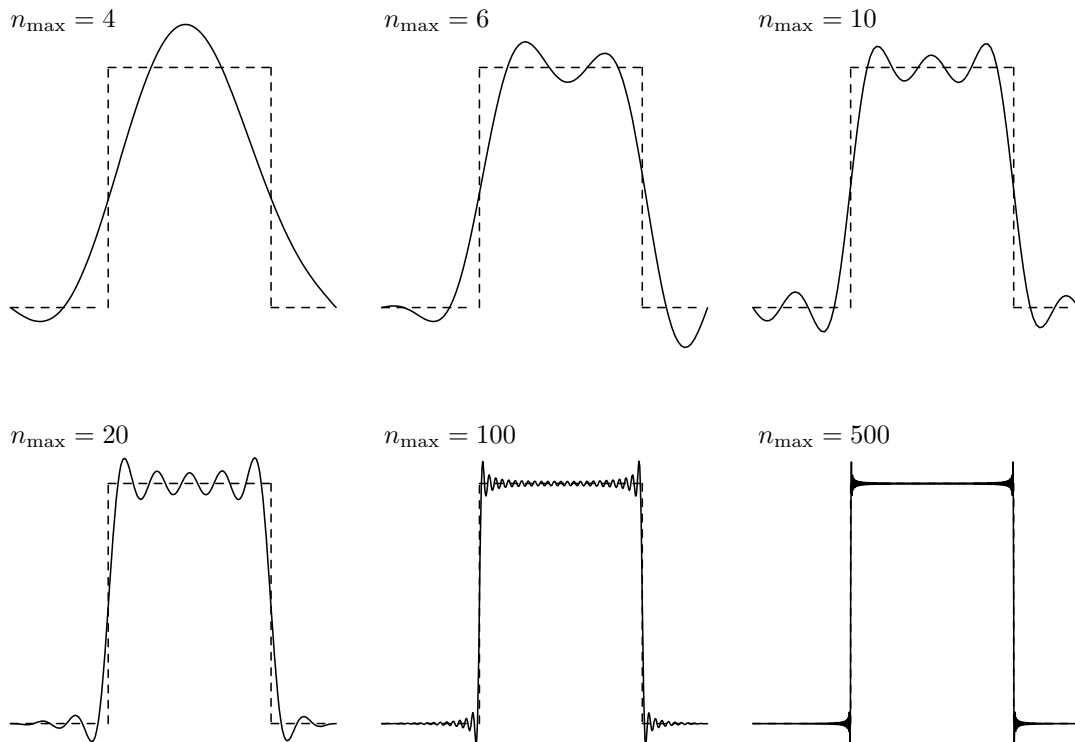 n_max = 4
n_max = 6
n_max = 10
n_max = 20
n_max = 100
n_max = 500